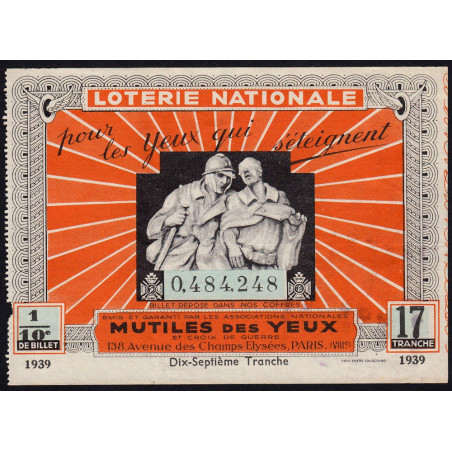 LOTERIE NATIONALE
pour les Yeux qui s'éteignent
0,484.248
BILLET DÉPOSÉ DANS NOS COFFRES
1
10e
DE BILLET
1939
EMIS ET GARANTI PAR LES ASSOCIATIONS NATIONALES
MUTILES DES YEUX
ET CROIX DE GUERRE
138, Avenue des Champs Elysées, PARIS. (VIIIe)
17
TRANCHE
1939
Dix-Septième Tranche